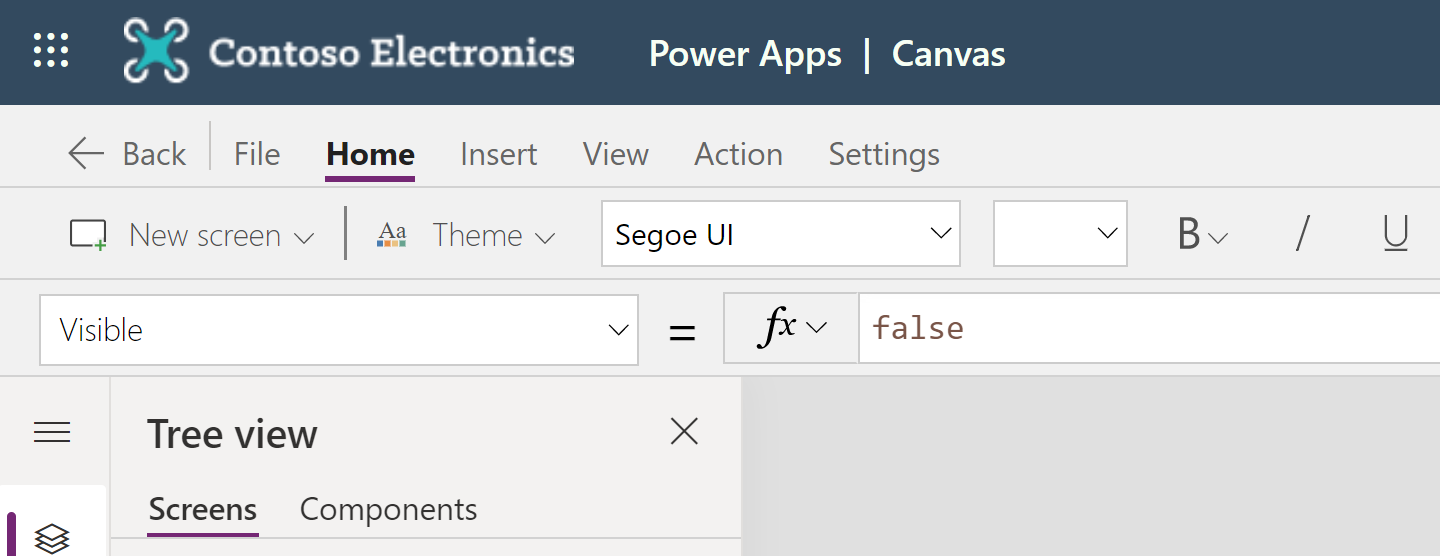 Contoso Electronics Power Apps | Canvas
Back File Home Insert View Action Settings
New screen Aa Theme Segoe UI B / U
Visible = fx false
Tree view
Screens Components